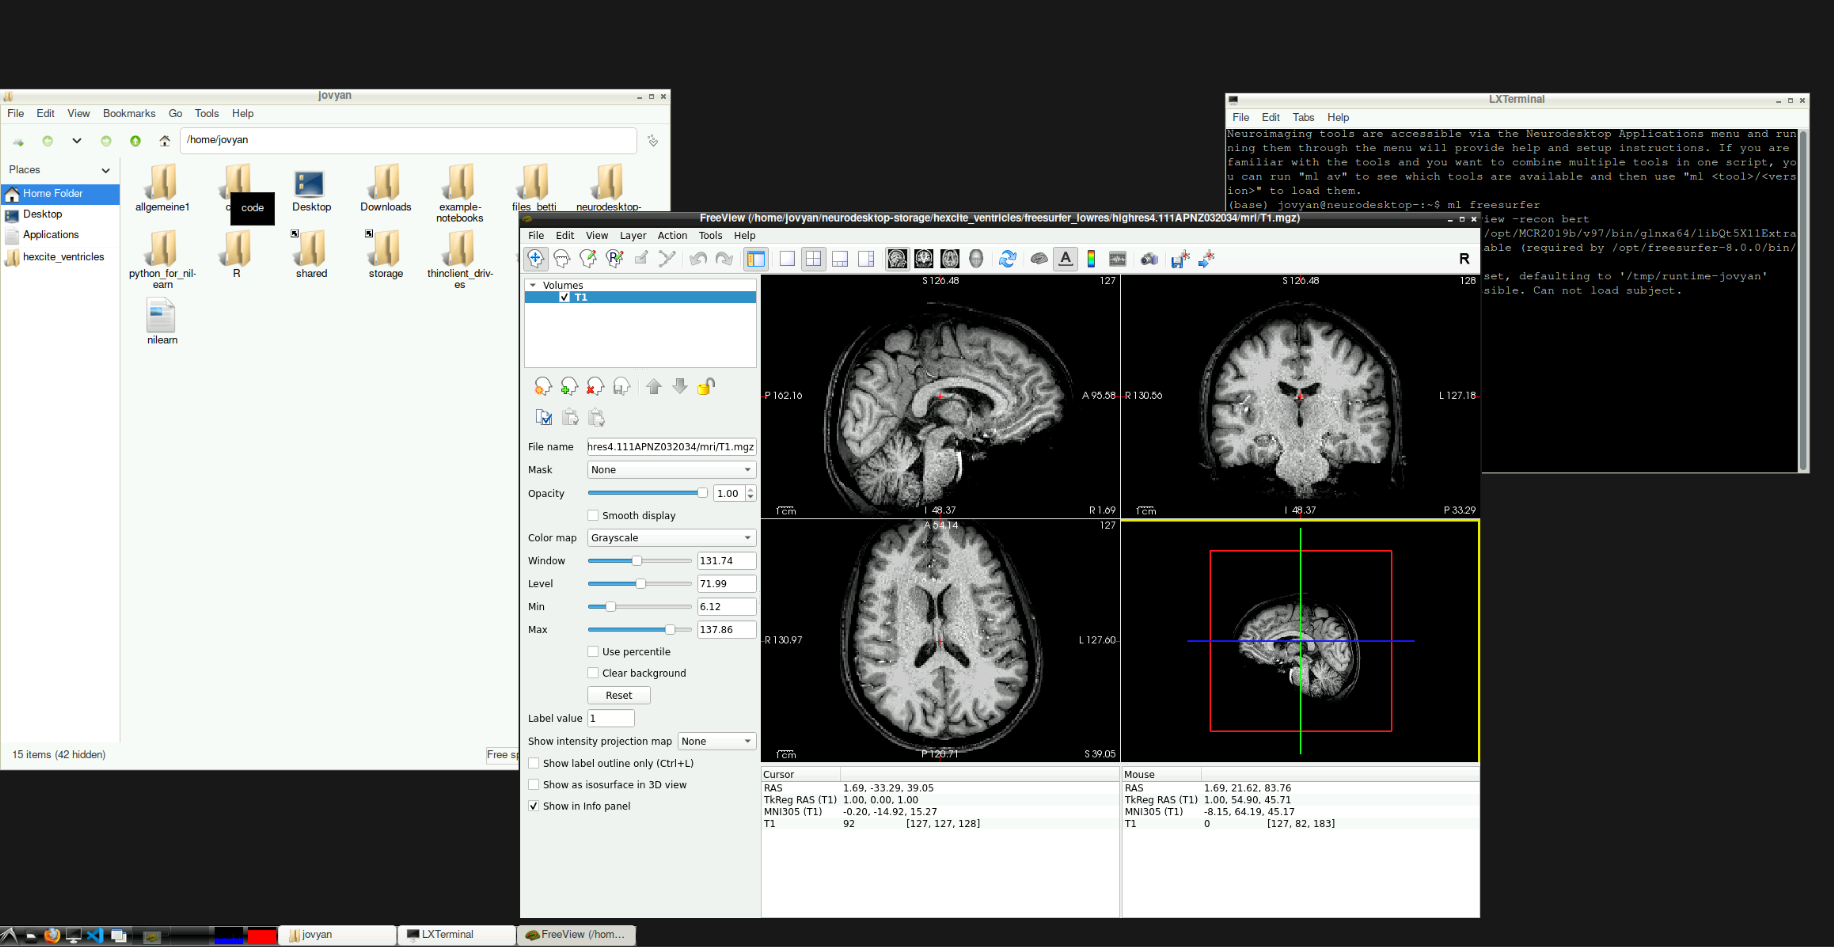 jovyan
File Edit View Bookmarks Go Tools Help
/home/jovyan
Places
Home Folder
Desktop
Applications
hexcite_ventricles
allgemeine1
code
Desktop
Downloads
example-
notebooks
files_betti
neurodesktop-
python_for_nil-
earn
R
shared
storage
thinclient_driv-
es
nilearn
15 items (42 hidden)
Free sp
LXTerminal
File Edit Tabs Help
Neuroimaging tools are accessible via the Neurodesktop Applications menu and run
ning them through the menu will provide help and setup instructions. If you are
familiar with the tools and you want to combine multiple tools in one script, yo
u can run "ml av" to see which tools are available and then use "ml <tool>/<vers
ion>" to load them.
(base) jovyan@neurodesktop-:~$ ml freesurfer
iew -recon bert
/opt/MCR2019b/v97/bin/glnxa64/libQt5X11Extra
able (required by /opt/freesurfer-8.0.0/bin/
set, defaulting to '/tmp/runtime-jovyan'
sible. Can not load subject.
FreeView (/home/jovyan/neurodesktop-storage/hexcite_ventricles/freesurfer_lowres/highres4.111APNZ032034/mri/T1.mgz)
File Edit View Layer Action Tools Help
R
Volumes
T1
File name hres4.111APNZ032034/mri/T1.mgz
Mask None
Opacity 1.00
Smooth display
Color map Grayscale
Window 131.74
Level 71.99
Min 6.12
Max 137.86
Use percentile
Clear background
Reset
Label value 1
Show intensity projection map None
Show label outline only (Ctrl+L)
Show as isosurface in 3D view
Show in Info panel
S 126.48 127
P 162.16 A 95.58
1 cm I 48.37 R 1.69
S 126.48 128
R 130.56 L 127.18
1 cm I 48.37 P 33.29
A 54.14 127
R 130.97 L 127.60
1 cm P 120.71 S 39.05
Cursor
RAS 1.69, -33.29, 39.05
TkReg RAS (T1) 1.00, 0.00, 1.00
MNI305 (T1) -0.20, -14.92, 15.27
T1 92 [127, 127, 128]
Mouse
RAS 1.69, 21.62, 83.76
TkReg RAS (T1) 1.00, 54.90, 45.71
MNI305 (T1) -8.15, 64.19, 45.17
T1 0 [127, 82, 183]
jovyan
LXTerminal
FreeView (/hom...